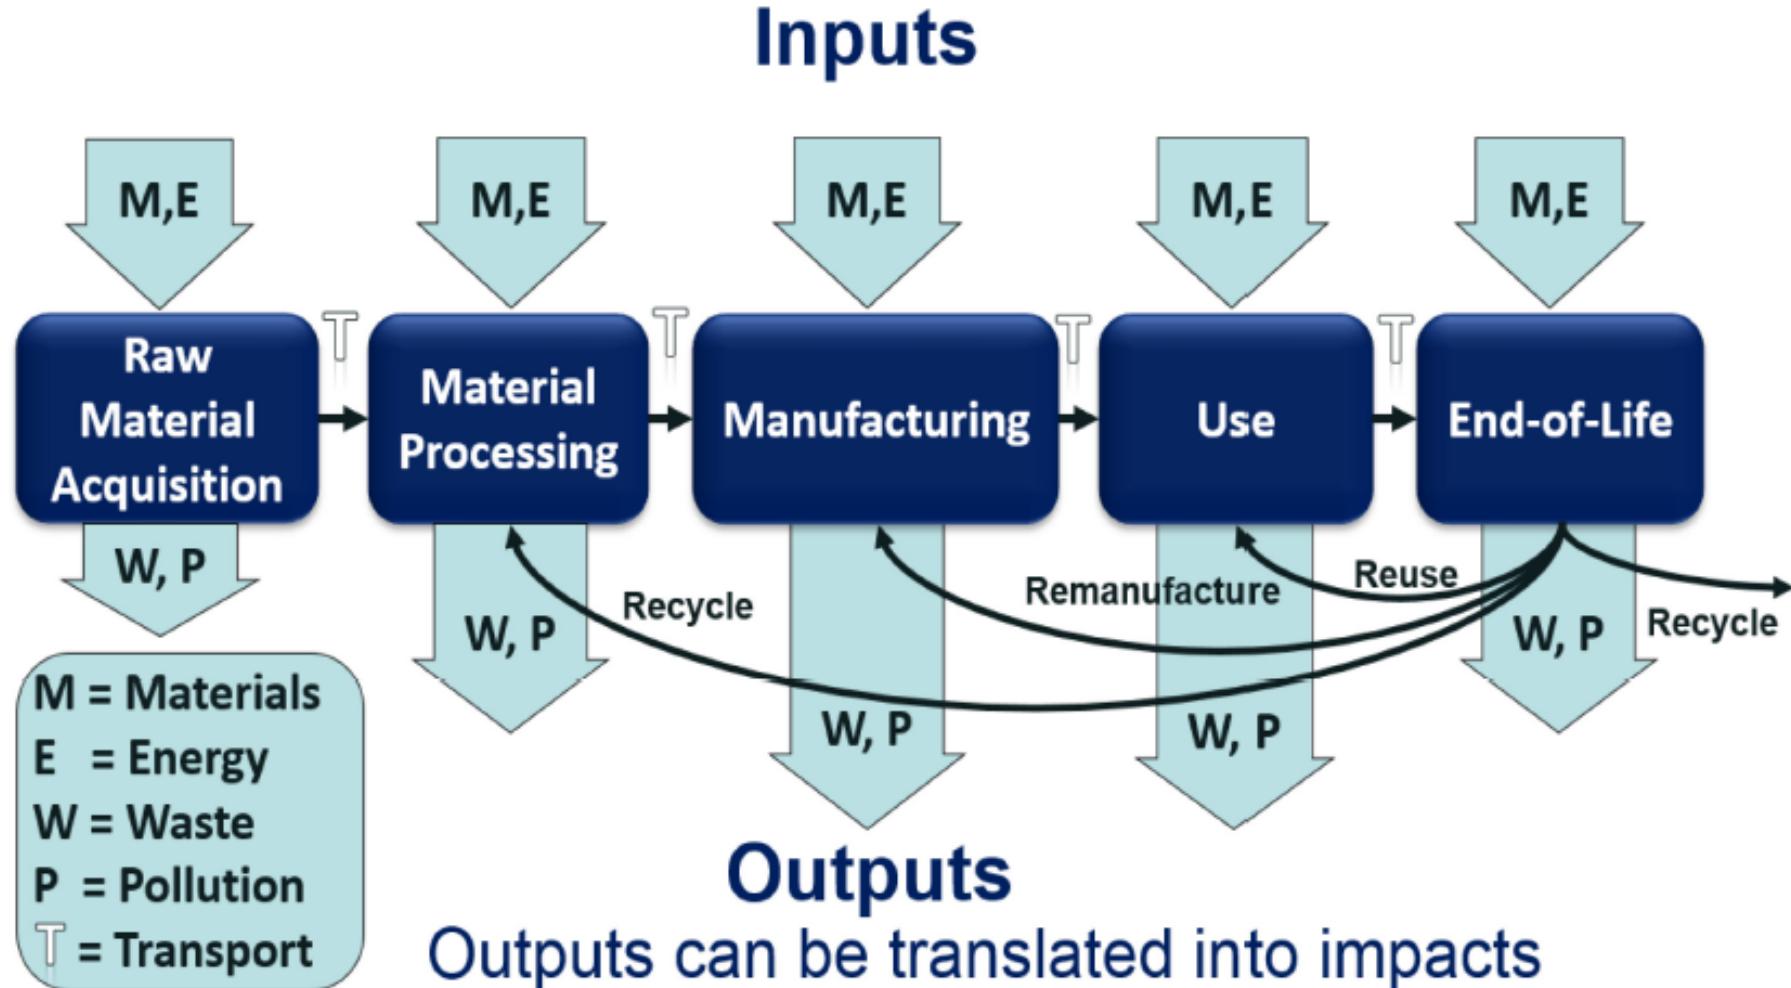 Inputs
M,E
M,E
M,E
M,E
M,E
T
T
T
T
Raw
Material
Acquisition
Material
Processing
Manufacturing
Use
End-of-Life
W, P
W, P
W, P
W, P
W, P
Recycle
Remanufacture
Reuse
Recycle
M = Materials
E = Energy
W = Waste
P = Pollution
T = Transport
Outputs
Outputs can be translated into impacts